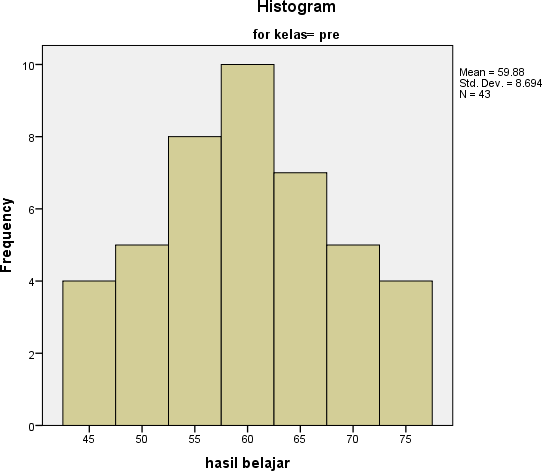 Histogram
for kelas= pre
Mean = 59.88
Std. Dev. = 8.694
N = 43
Frequency
10
8
6
4
2
0
45 50 55 60 65 70 75
hasil belajar